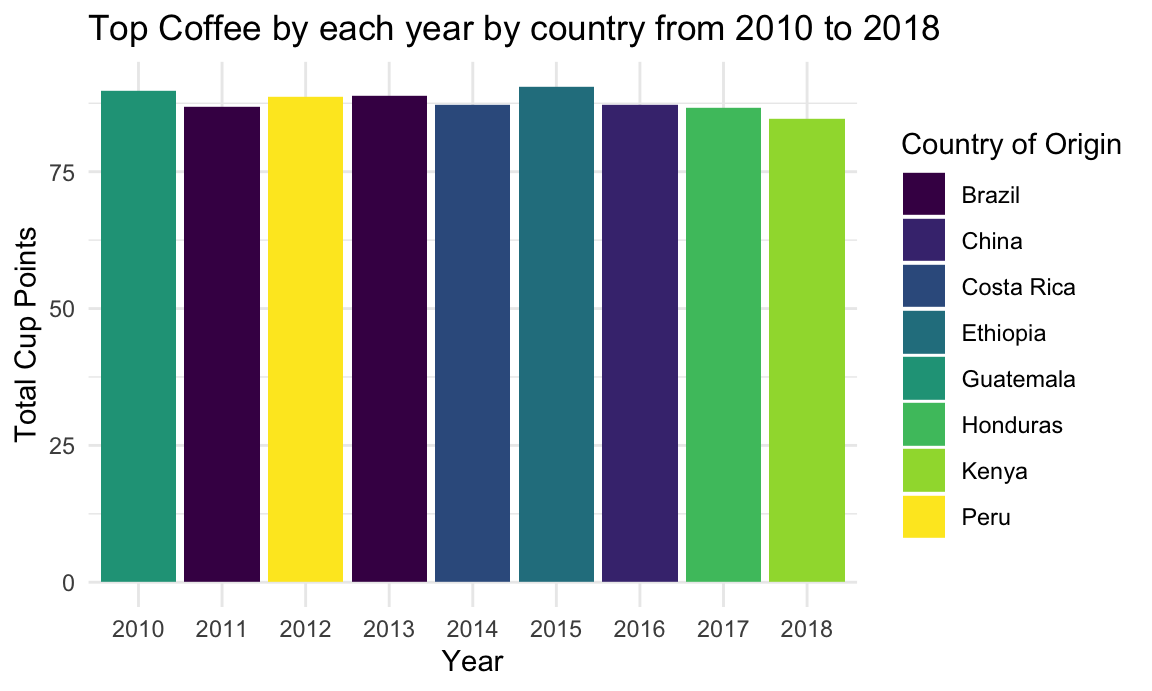 Top Coffee by each year by country from 2010 to 2018
Total Cup Points
75
50
25
0
2010 2011 2012 2013 2014 2015 2016 2017 2018
Year
Country of Origin
Brazil
China
Costa Rica
Ethiopia
Guatemala
Honduras
Kenya
Peru